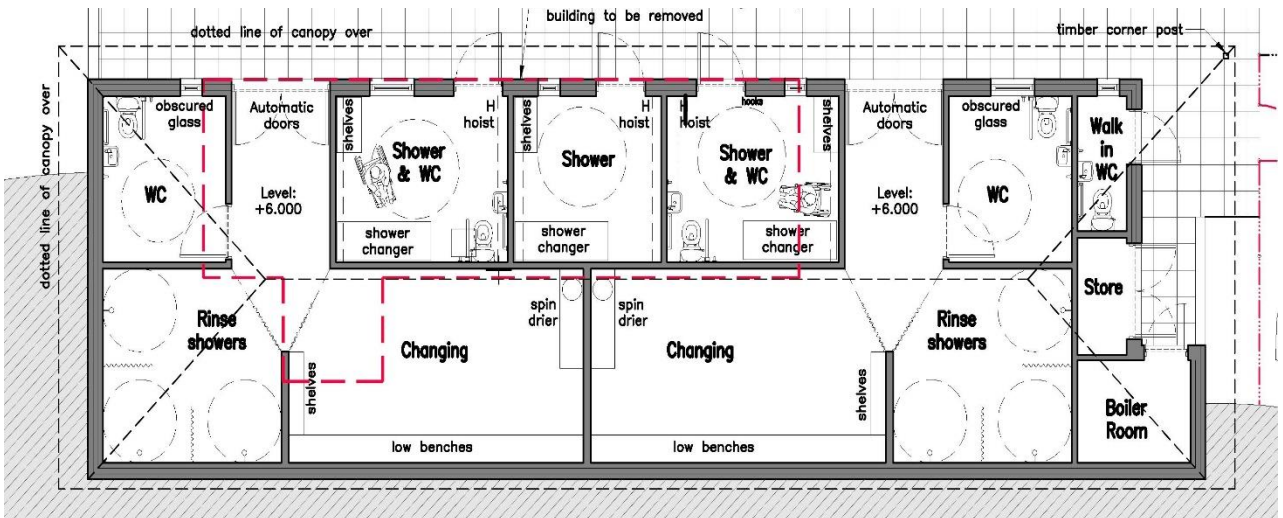 building to be removed
dotted line of canopy over
timber corner post
dotted line of canopy over
obscured
glass
Automatic
doors
shelves
H
hoist
shelves
H
hoist
H
hoist
hooks
shelves
Automatic
doors
obscured
glass
Walk
in
WC
WC
Level:
+6.000
Shower
& WC
Shower
Shower
& WC
Level:
+6.000
WC
shower
changer
shower
changer
shower
changer
Rinse
showers
Changing
spin
drier
spin
drier
Changing
Rinse
showers
Store
shelves
shelves
low benches
low benches
Boiler
Room